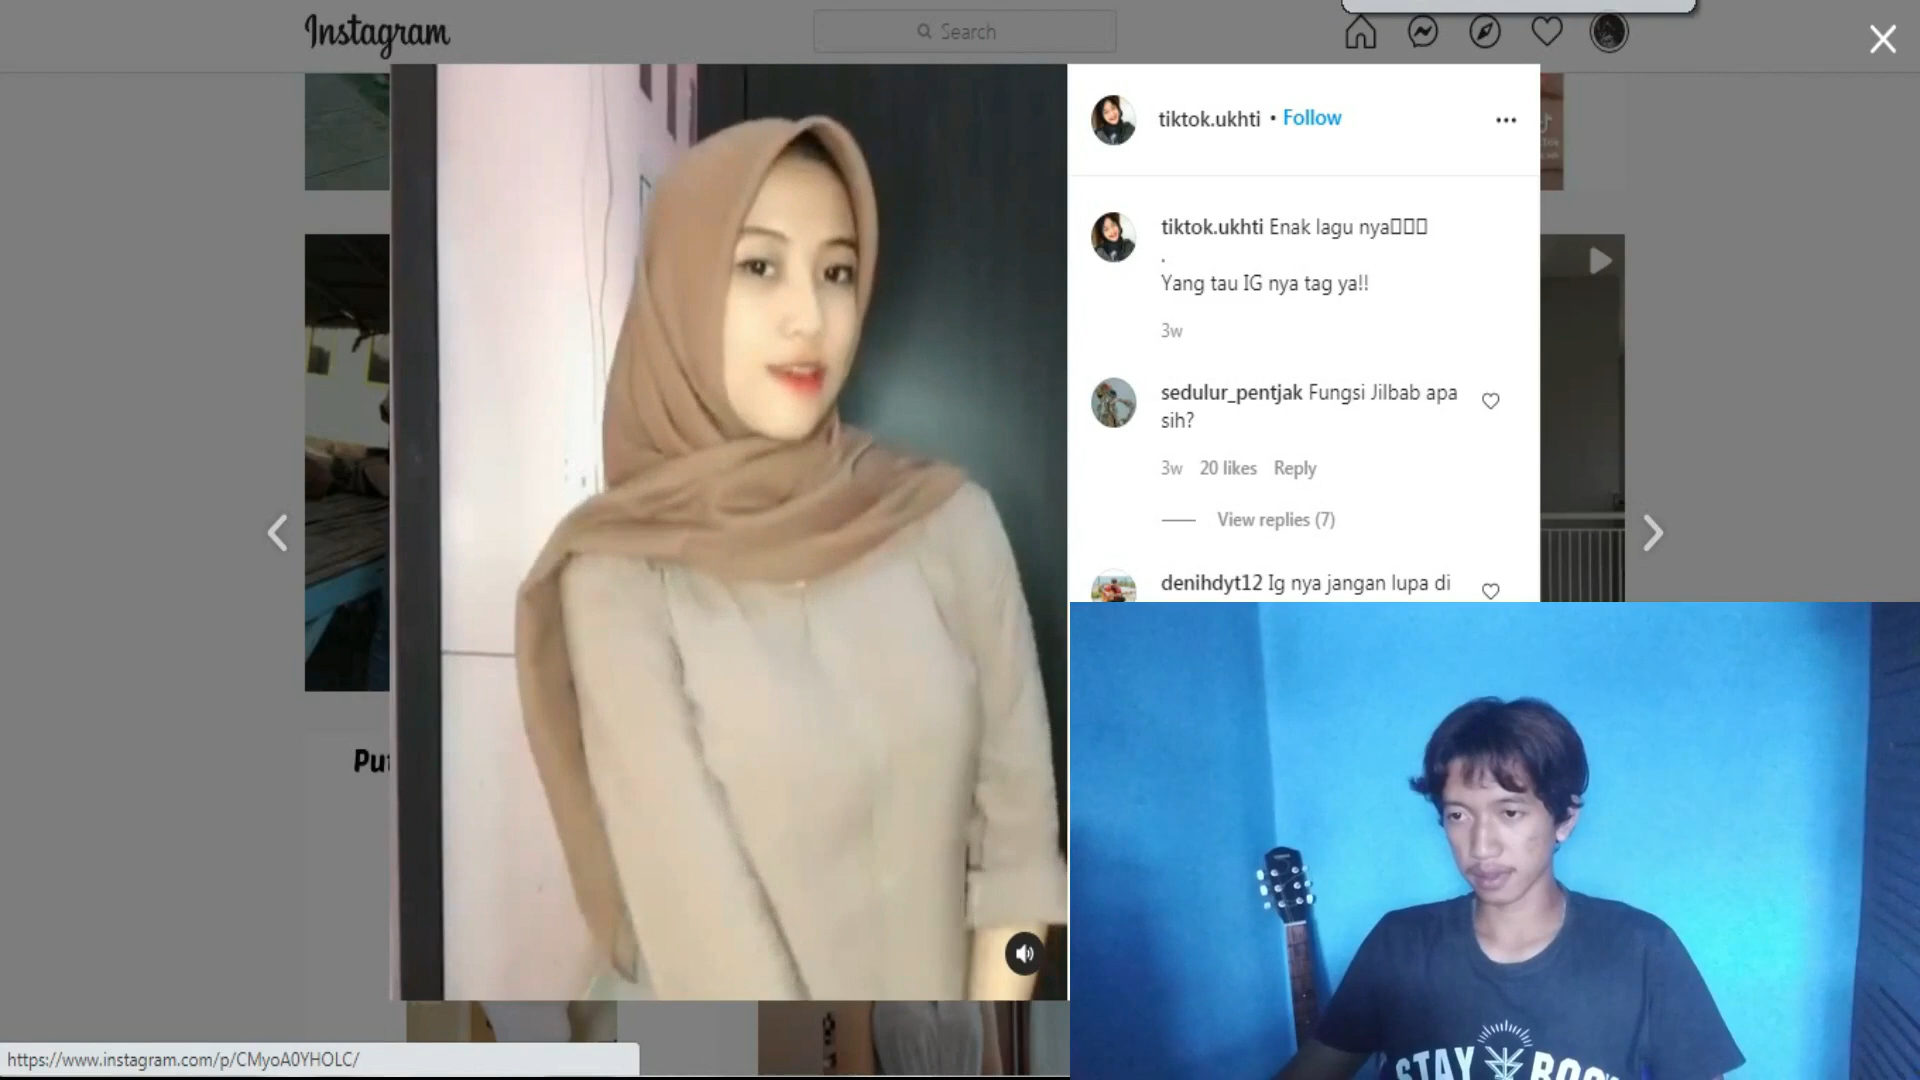 Instagram
Search
tiktok.ukhti • Follow
tiktok.ukhti Enak lagu nya
.
Yang tau IG nya tag ya!!
3w
sedulur_pentjak Fungsi Jilbab apa
sih?
3w 20 likes Reply
View replies (7)
denihdyt12 Ig nya jangan lupa di
STAY
https://www.instagram.com/p/CMyoA0YHOLC/